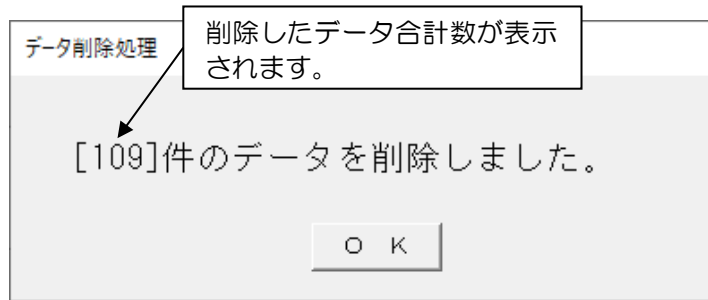 データ削除処理
削除したデータ合計数が表示
されます。
[109]件のデータを削除しました。
ＯＫ